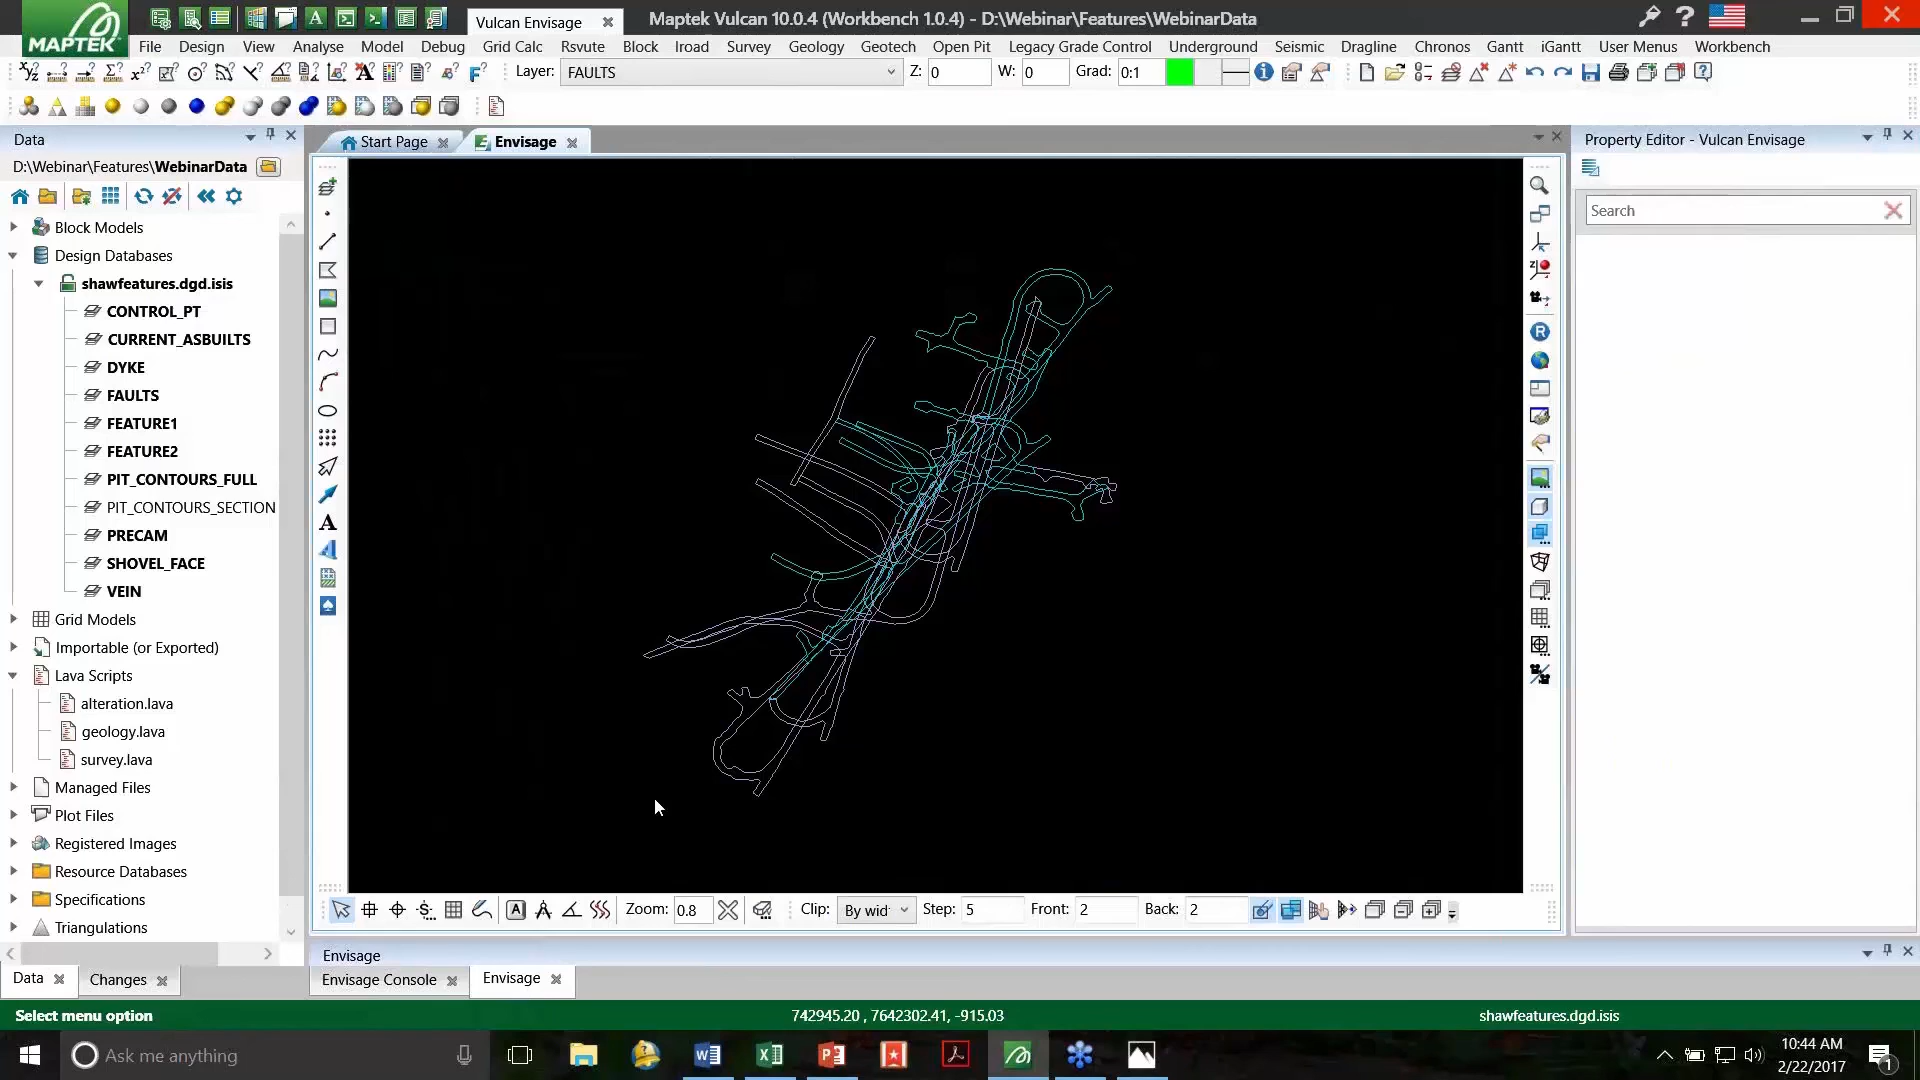 MAPTEK
Vulcan Envisage
Maptek Vulcan 10.0.4 (Workbench 1.0.4) - D:\Webinar\Features\WebinarData
File Design View Analyse Model Debug Grid Calc Rsvute Block Iroad Survey Geology Geotech Open Pit Legacy Grade Control Underground Seismic Dragline Chronos Gantt iGantt User Menus Workbench
Layer: FAULTS Z: 0 W: 0 Grad: 0:1
Data
D:\Webinar\Features\WebinarData
Block Models
Design Databases
shawfeatures.dgd.isis
CONTROL_PT
CURRENT_ASBUILTS
DYKE
FAULTS
FEATURE1
FEATURE2
PIT_CONTOURS_FULL
PIT_CONTOURS_SECTION
PRECAM
SHOVEL_FACE
VEIN
Grid Models
Importable (or Exported)
Lava Scripts
alteration.lava
geology.lava
survey.lava
Managed Files
Plot Files
Registered Images
Resource Databases
Specifications
Triangulations
Data Changes
Start Page Envisage
Zoom: 0.8 Clip: By wid Step: 5 Front: 2 Back: 2
Envisage
Envisage Console Envisage
Property Editor - Vulcan Envisage
Search
Select menu option 742945.20 , 7642302.41, -915.03 shawfeatures.dgd.isis
Ask me anything
10:44 AM
2/22/2017
1